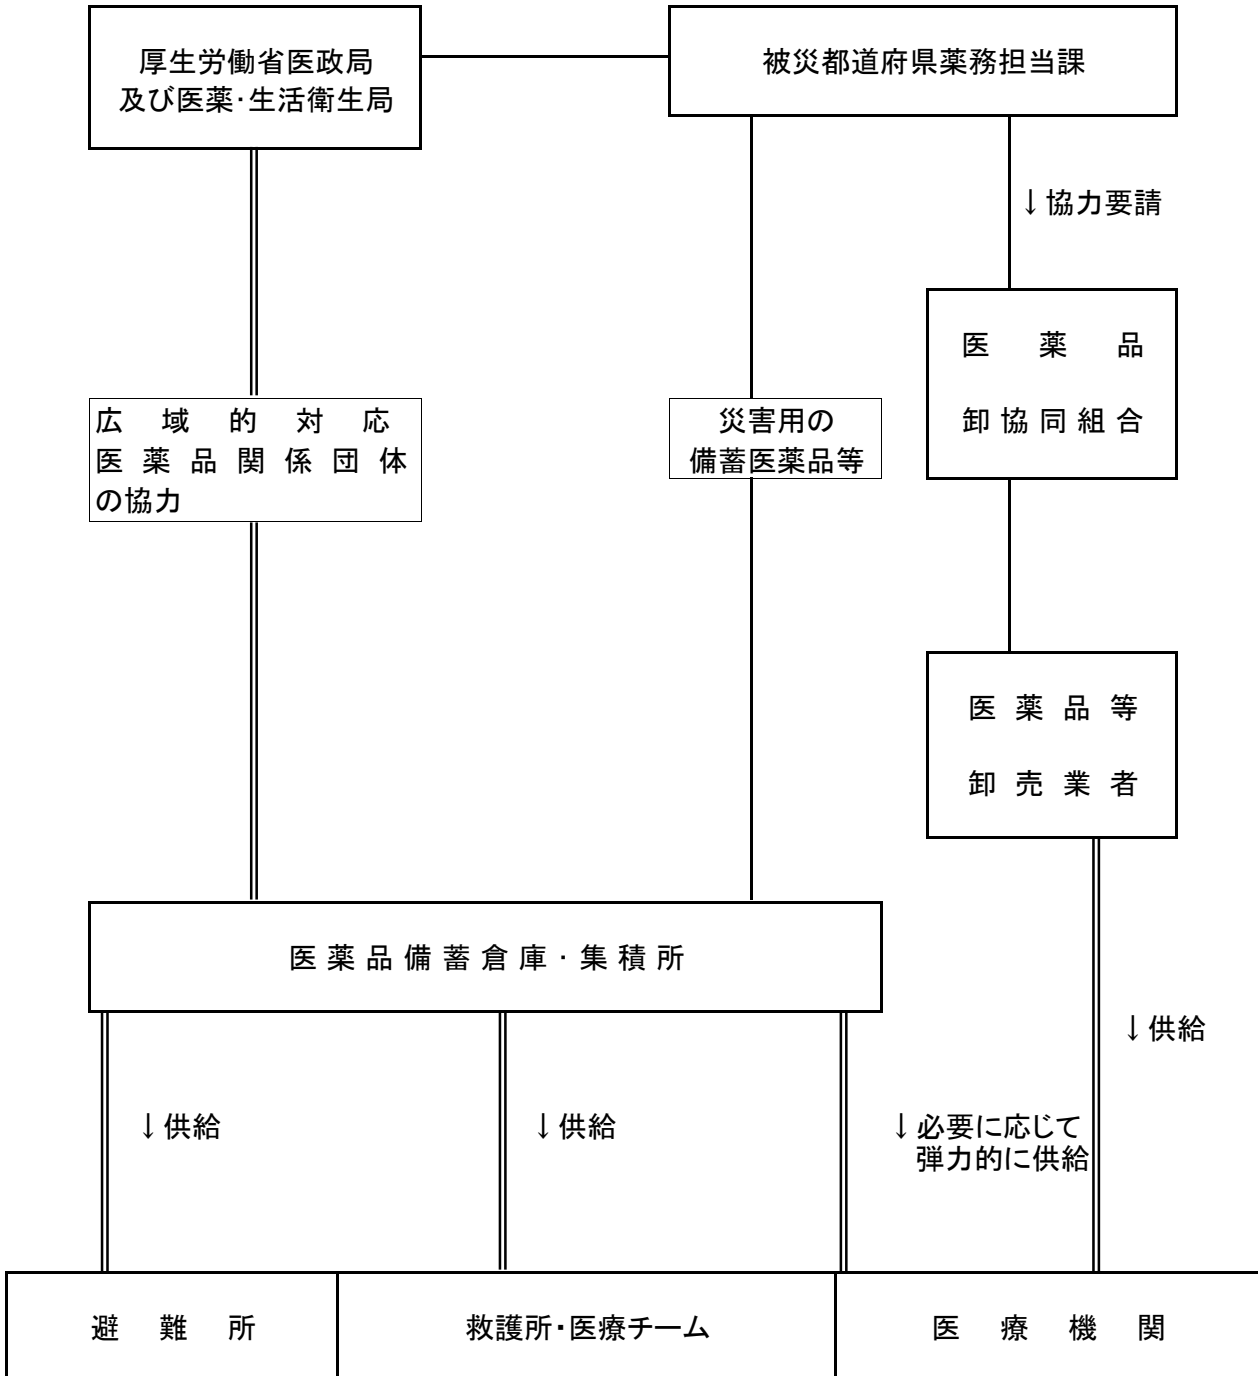 厚生労働省医政局
及び医薬・生活衛生局
被災都道府県薬務担当課
↓協力要請
医薬品
卸協同組合
広域的対応
医薬品関係団体
の協力
災害用の
備蓄医薬品等
医薬品等
卸売業者
医薬品備蓄倉庫・集積所
↓供給
↓供給
↓供給
↓必要に応じて
弾力的に供給
避難所
救護所・医療チーム
医療機関